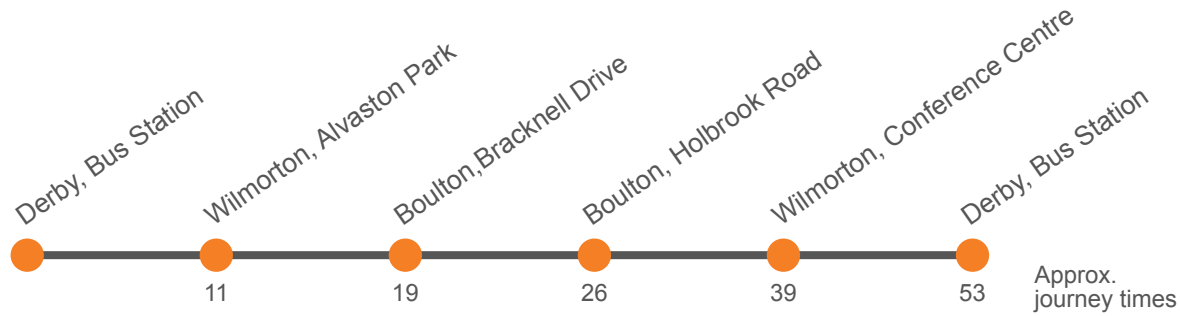 Derby, Bus Station
Wilmorton, Alvaston Park
Boulton,Bracknell Drive
Boulton, Holbrook Road
Wilmorton, Conference Centre
Derby, Bus Station
11
19
26
39
53
Approx.
journey times